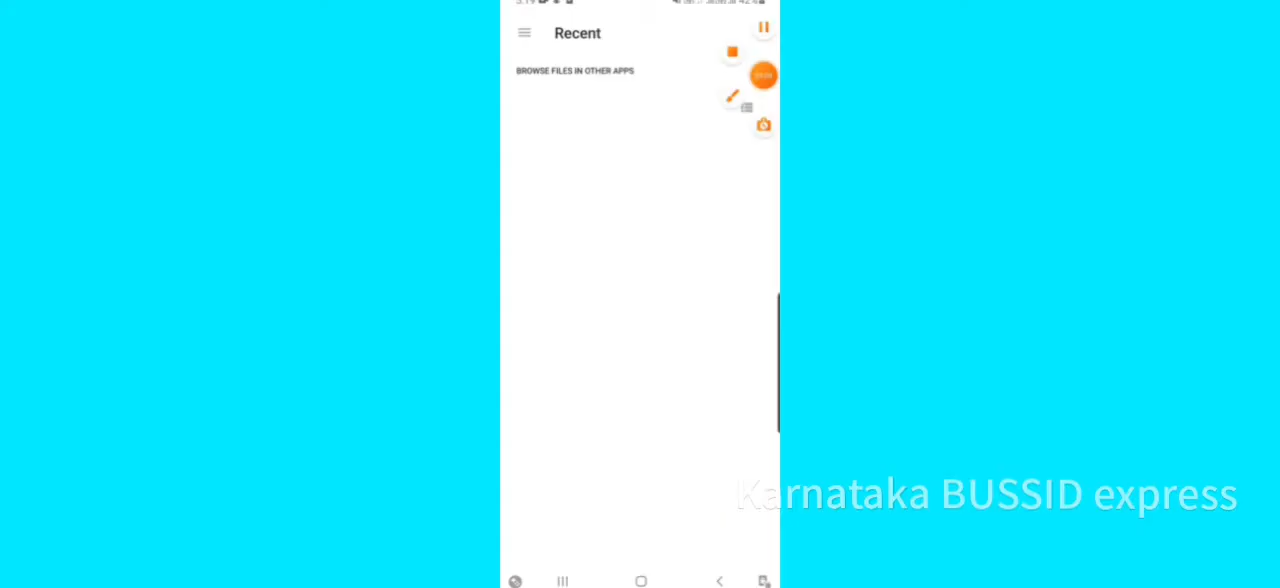 Recent
BROWSE FILES IN OTHER APPS
Karnataka BUSSID express